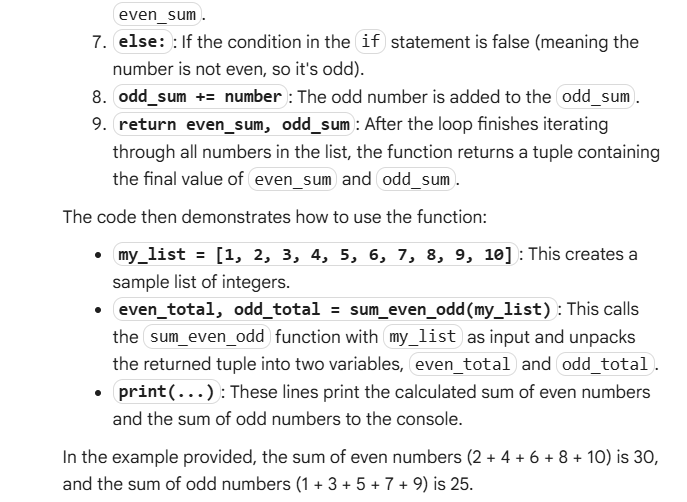 even_sum.
7. else:: If the condition in the if statement is false (meaning the
number is not even, so it's odd).
8. odd_sum += number: The odd number is added to the odd_sum.
9. return even_sum, odd_sum: After the loop finishes iterating
through all numbers in the list, the function returns a tuple containing
the final value of even_sum and odd_sum.
The code then demonstrates how to use the function:
• my_list = [1, 2, 3, 4, 5, 6, 7, 8, 9, 10]: This creates a
sample list of integers.
• even_total, odd_total = sum_even_odd(my_list): This calls
the sum_even_odd function with my_list as input and unpacks
the returned tuple into two variables, even_total and odd_total.
• print(...): These lines print the calculated sum of even numbers
and the sum of odd numbers to the console.
In the example provided, the sum of even numbers (2 + 4 + 6 + 8 + 10) is 30,
and the sum of odd numbers (1 + 3 + 5 + 7 + 9) is 25.